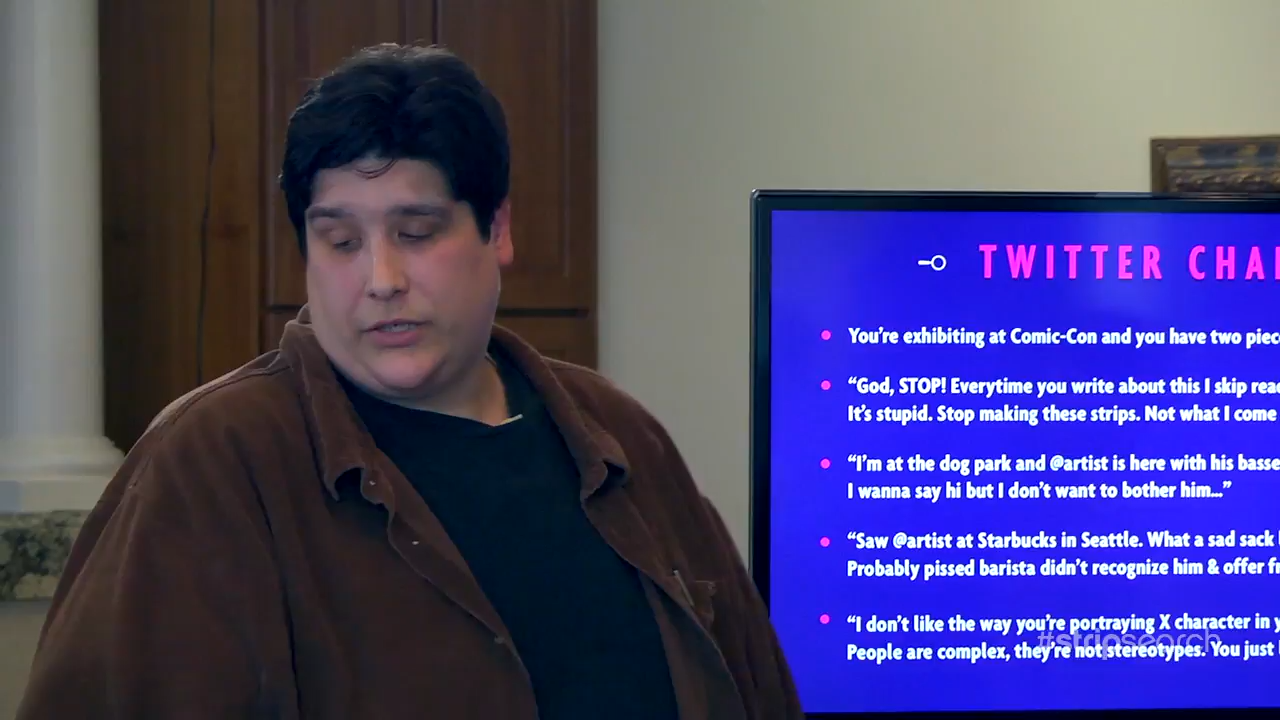 TWITTER CHA
You're exhibiting at Comic-Con and you have two piec
"God, STOP! Everytime you write about this I skip rea
It's stupid. Stop making these strips. Not what I come
"I'm at the dog park and @artist is here with his basse
I wanna say hi but I don't want to bother him..."
"Saw @artist at Starbucks in Seattle. What a sad sack
Probably pissed barista didn't recognize him & offer fr
"I don't like the way you're portraying X character in y
People are complex, they're not stereotypes. You just
#stripsearch